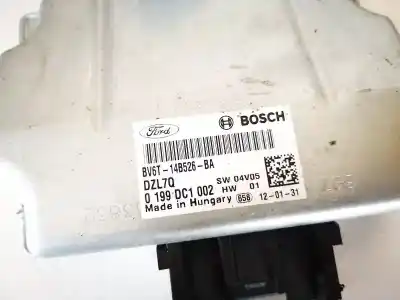 Ford
BOSCH
BV6T-14B526-BA
DZL7Q
SW 04V05
0 199 DC1 002
HW 01
Made in Hungary
656
12-01-31